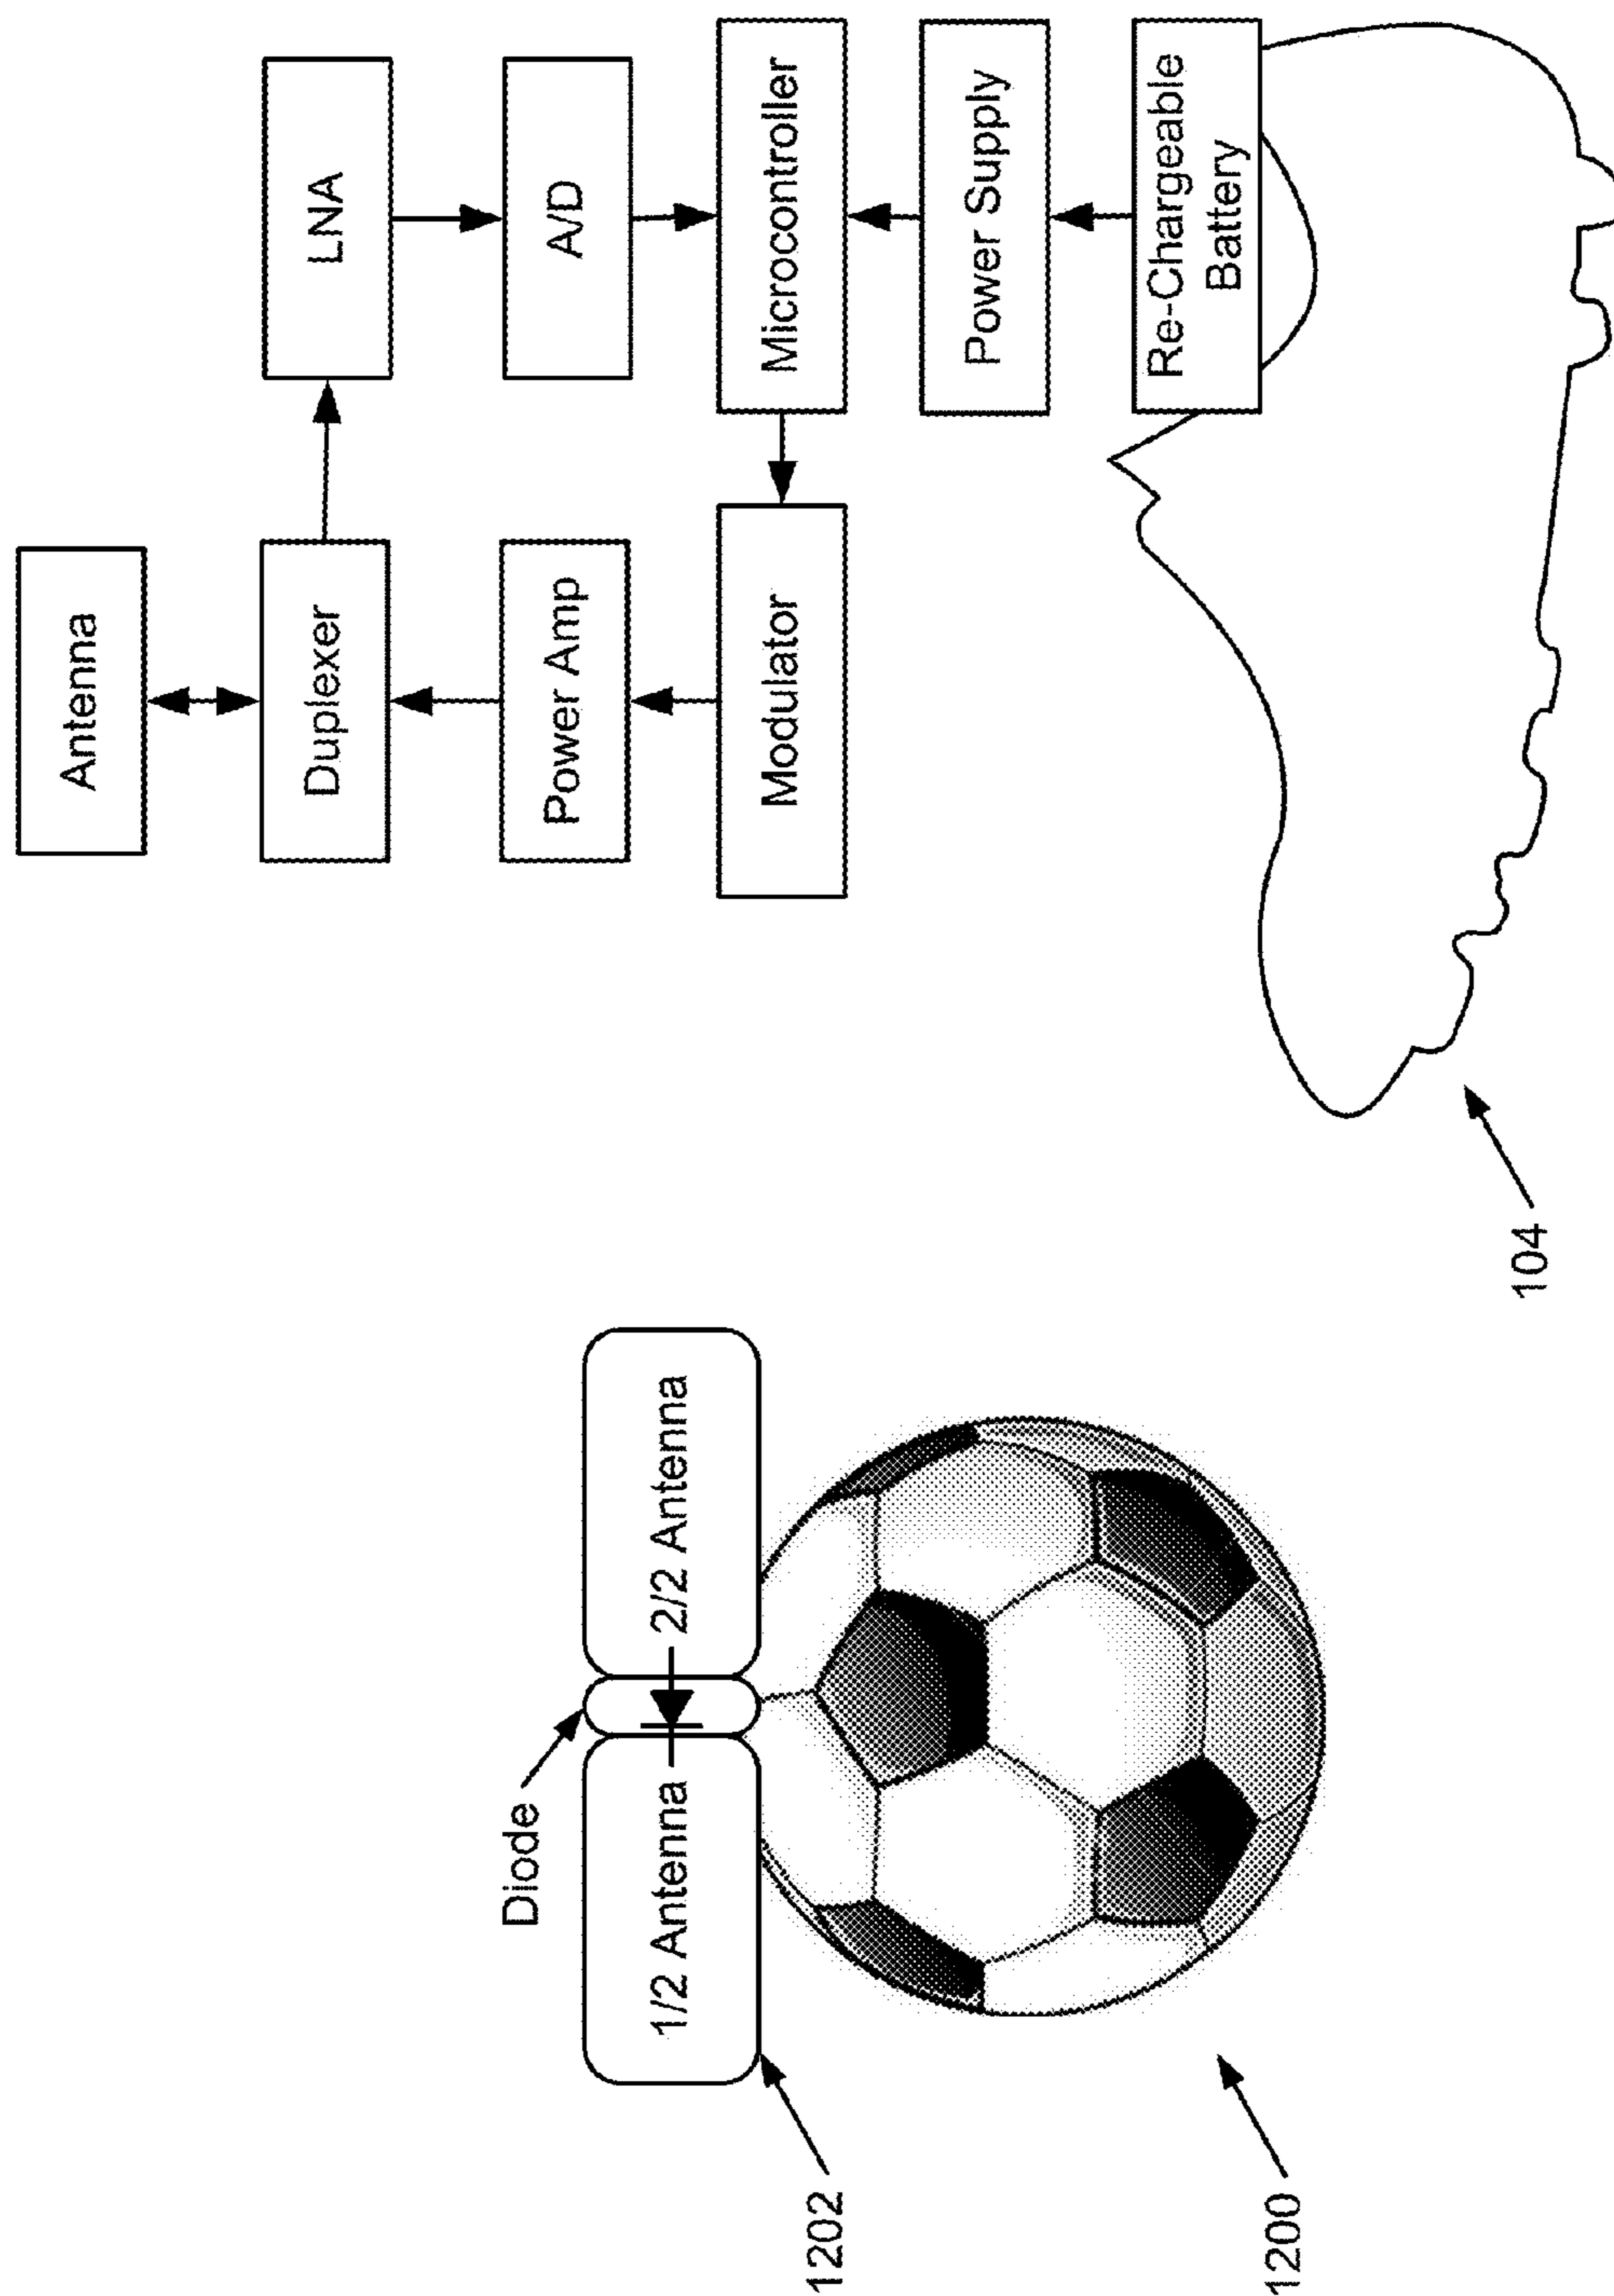 Diode
1/2 Antenna
2/2 Antenna
1202
1200
Antenna
Duplexer
LNA
Power Amp
A/D
Modulator
Microcontroller
Power Supply
Re-Chargeable
Battery
104